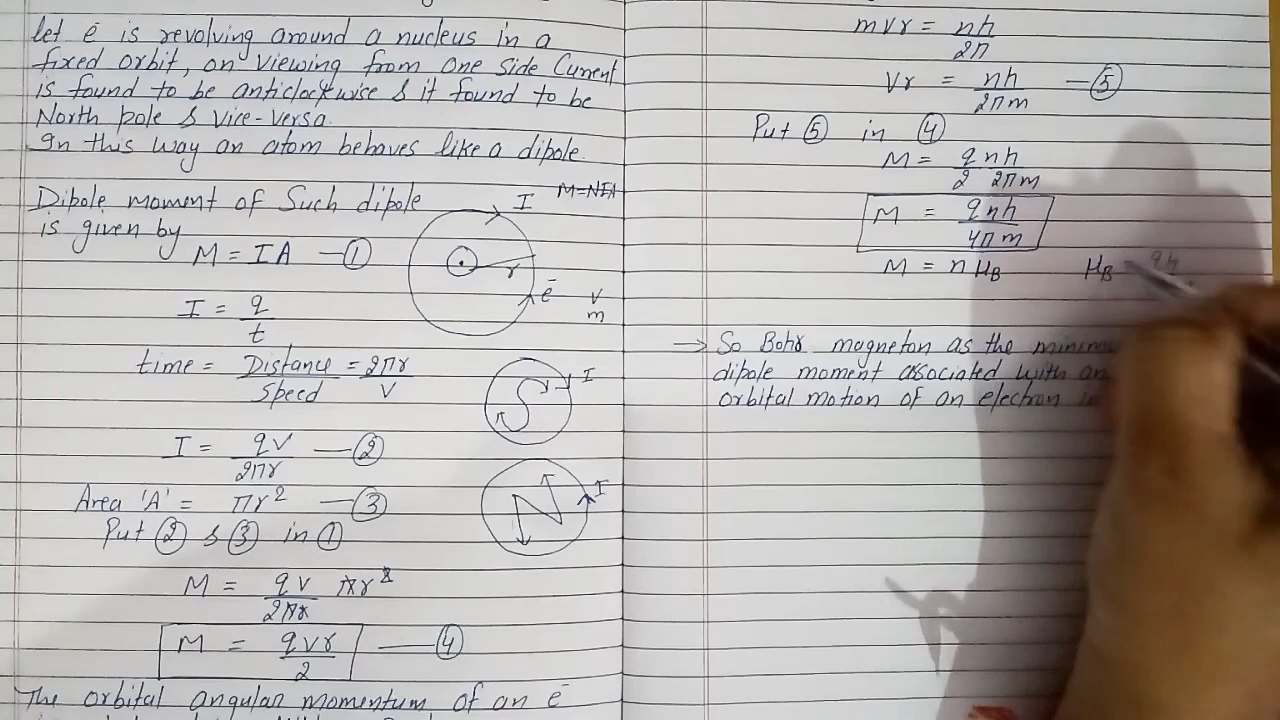 let ē is revolving around a nucleus in a
fixed orbit, on viewing from one side Current
is found to be anticlockwise & it found to be
North pole & vice-versa.
In this way an atom behaves like a dipole.
Dipole moment of Such dipole
is given by
M = IA — ①
I = q/t
time = Distance/Speed = 2πr/V
I = qV/2πr — ②
Area 'A' = πr² — ③
Put ② & ③ in ①
M = qv/2πr πr²
M = qvr/2 — ④
The orbital angular momentum of an ē
M=NIA
I
r
ē
V
m
S
I
N
I
mvr = nh/2π
Vr = nh/2πm — ⑤
Put ⑤ in ④
M = q/2 nh/2πm
M = qnh/4πm
M = n μB
μB = qh
→ So Bohr magneton as the
dipole moment associated with an
orbital motion of an electron